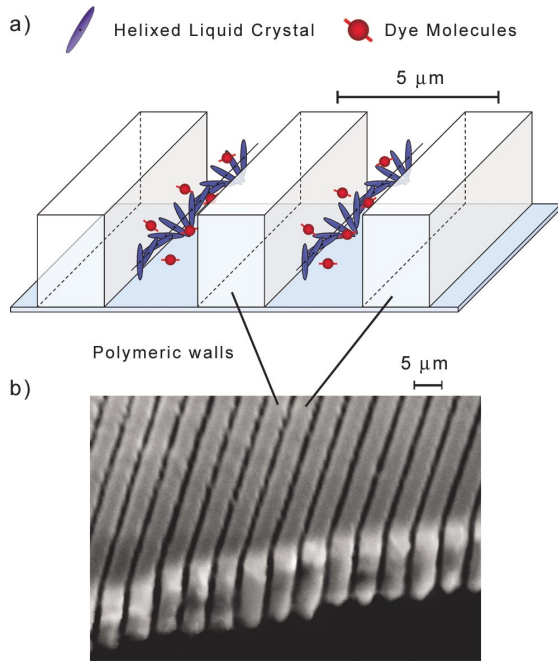 a)
Helixed Liquid Crystal
Dye Molecules
5 μm
Polymeric walls
5 μm
b)